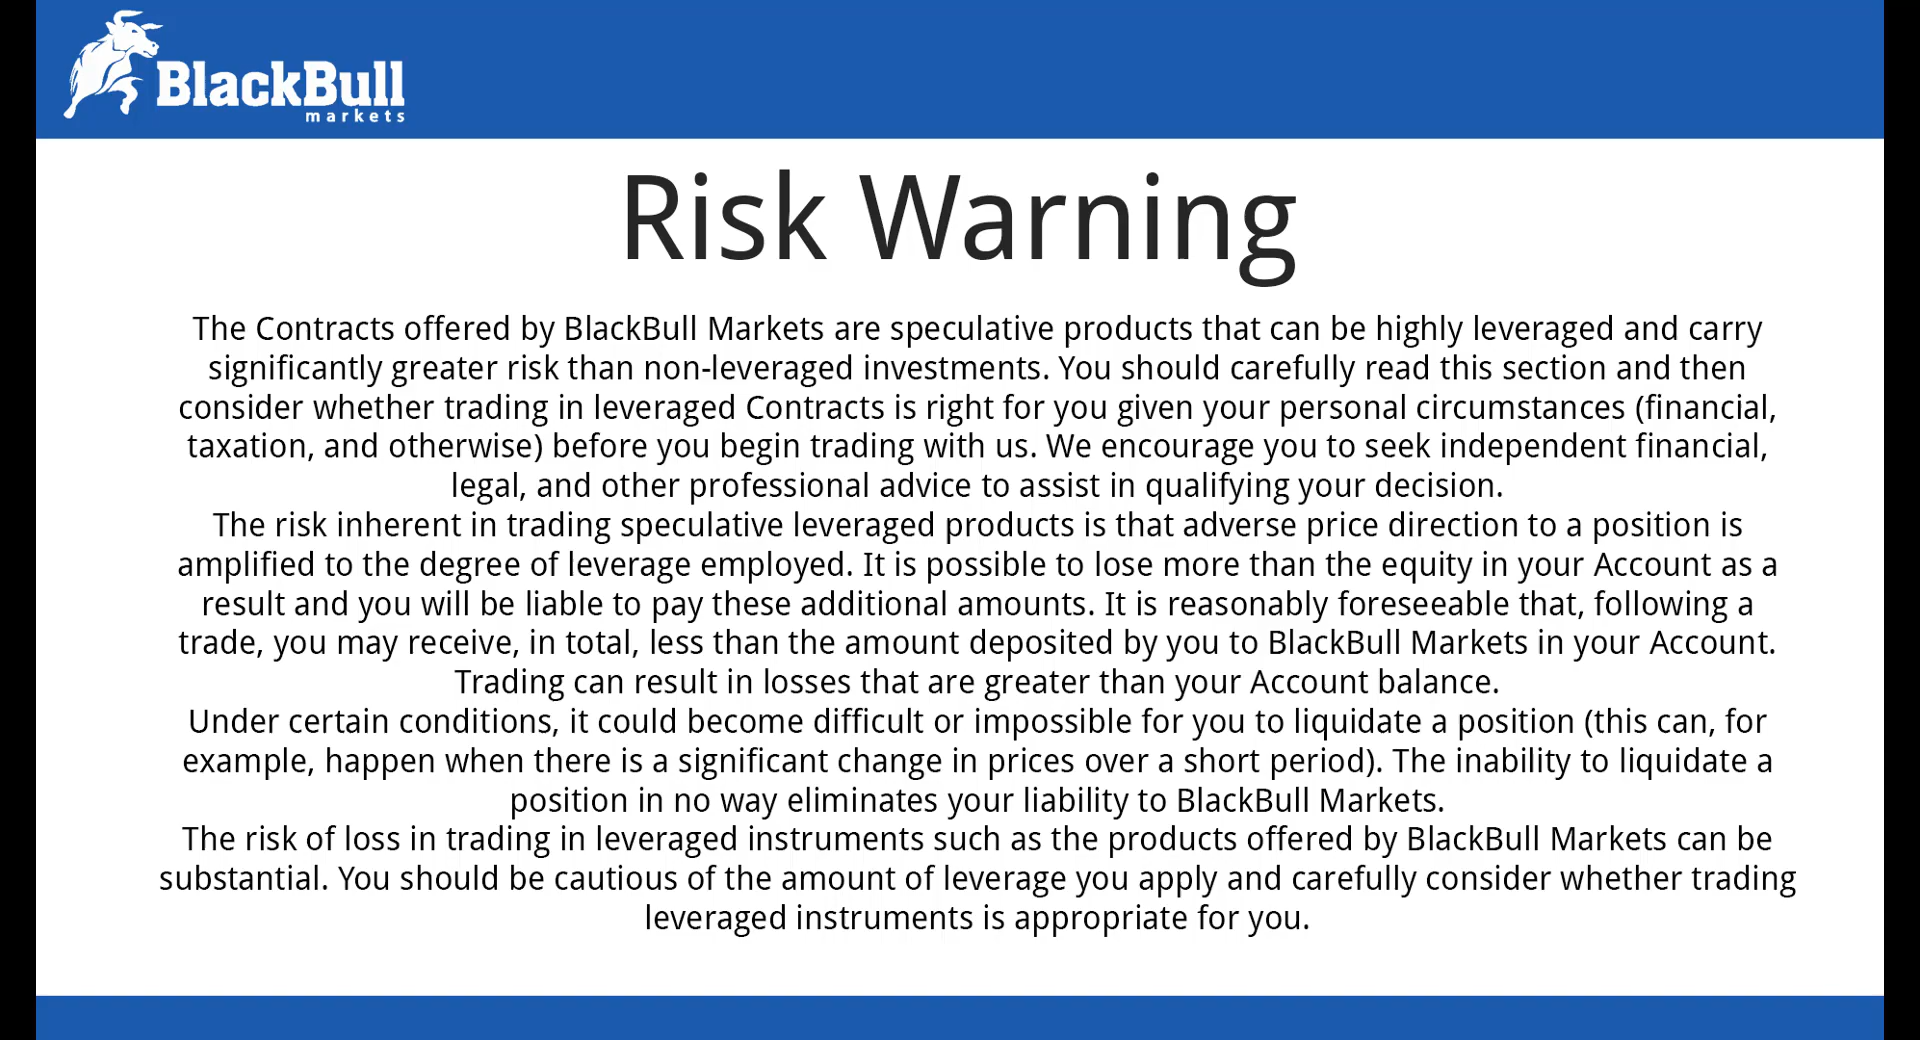 BlackBull
markets
Risk Warning
The Contracts offered by BlackBull Markets are speculative products that can be highly leveraged and carry
significantly greater risk than non-leveraged investments. You should carefully read this section and then
consider whether trading in leveraged Contracts is right for you given your personal circumstances (financial,
taxation, and otherwise) before you begin trading with us. We encourage you to seek independent financial,
legal, and other professional advice to assist in qualifying your decision.
The risk inherent in trading speculative leveraged products is that adverse price direction to a position is
amplified to the degree of leverage employed. It is possible to lose more than the equity in your Account as a
result and you will be liable to pay these additional amounts. It is reasonably foreseeable that, following a
trade, you may receive, in total, less than the amount deposited by you to BlackBull Markets in your Account.
Trading can result in losses that are greater than your Account balance.
Under certain conditions, it could become difficult or impossible for you to liquidate a position (this can, for
example, happen when there is a significant change in prices over a short period). The inability to liquidate a
position in no way eliminates your liability to BlackBull Markets.
The risk of loss in trading in leveraged instruments such as the products offered by BlackBull Markets can be
substantial. You should be cautious of the amount of leverage you apply and carefully consider whether trading
leveraged instruments is appropriate for you.